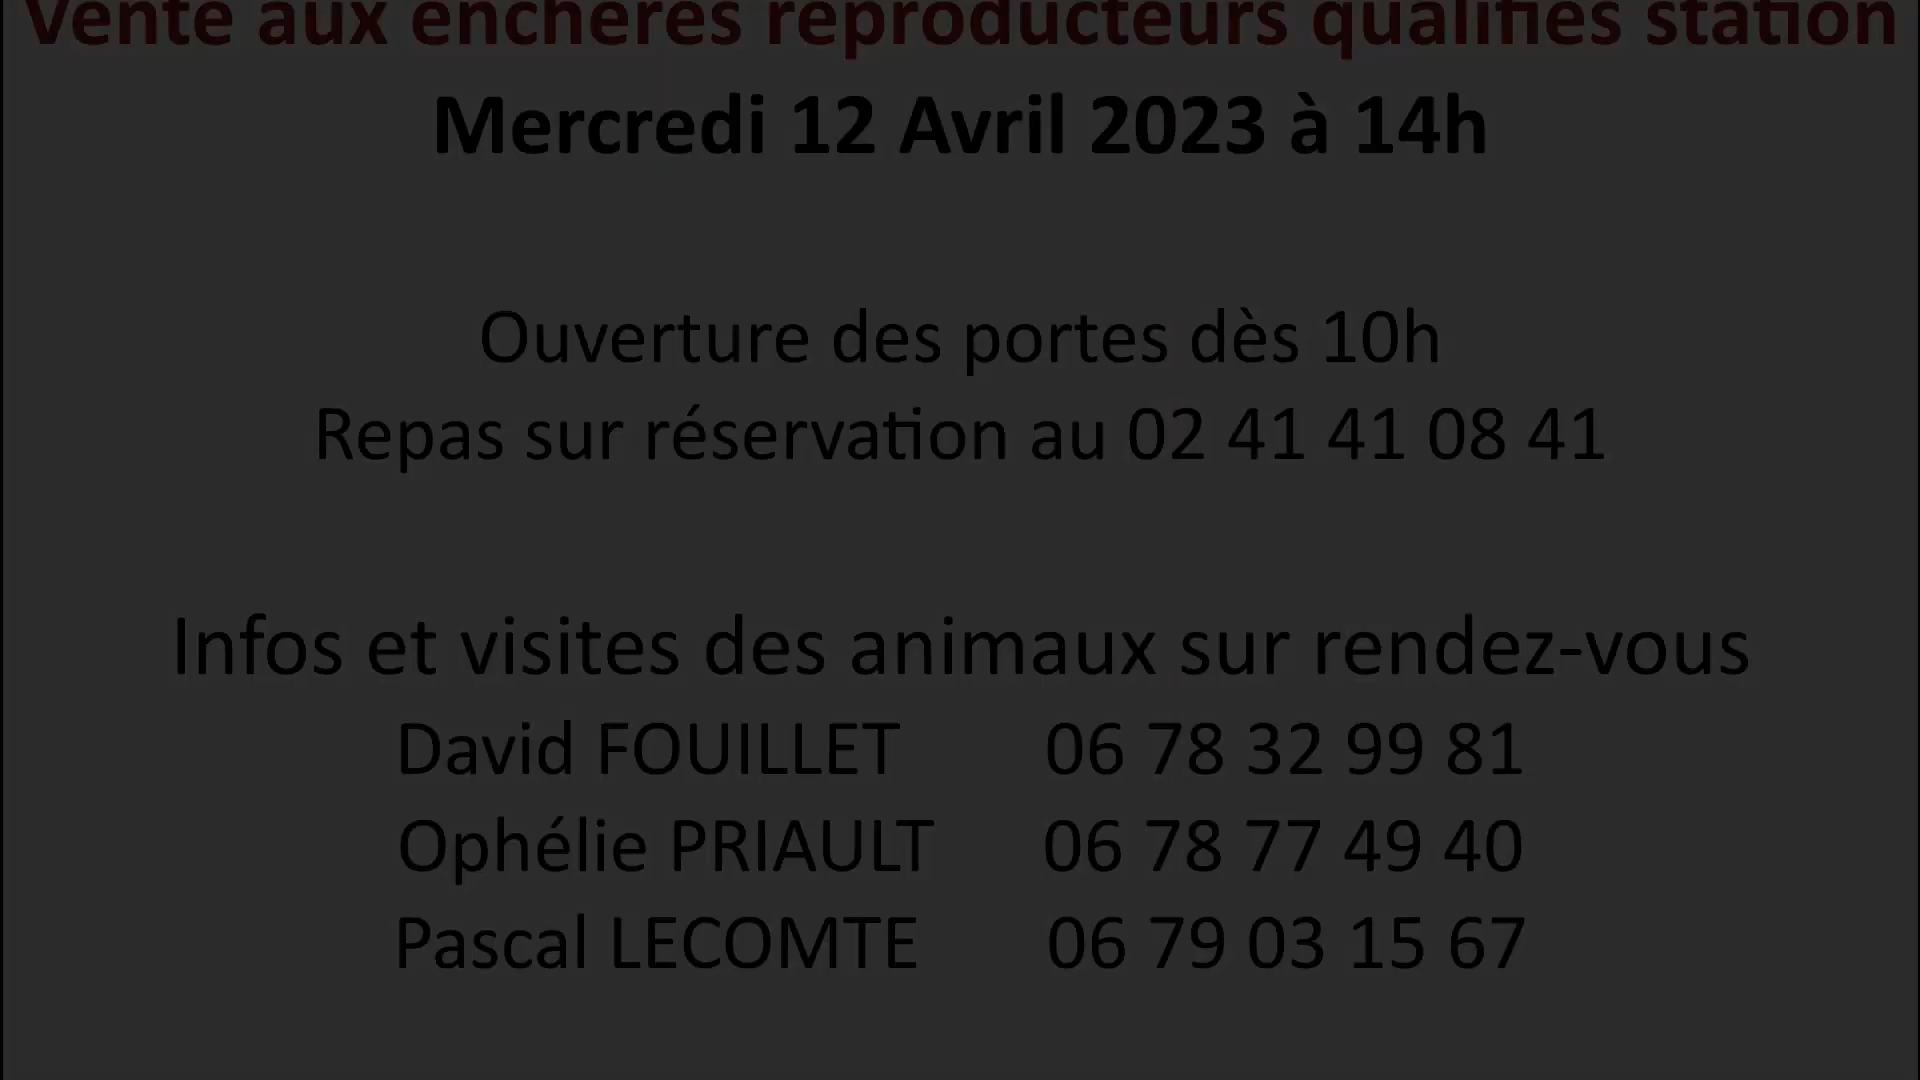 Vente aux enchères reproducteurs qualifiés station
Mercredi 12 Avril 2023 à 14h
Ouverture des portes dès 10h
Repas sur réservation au 02 41 41 08 41
Infos et visites des animaux sur rendez-vous
David FOUILLET 06 78 32 99 81
Ophélie PRIAULT 06 78 77 49 40
Pascal LECOMTE 06 79 03 15 67